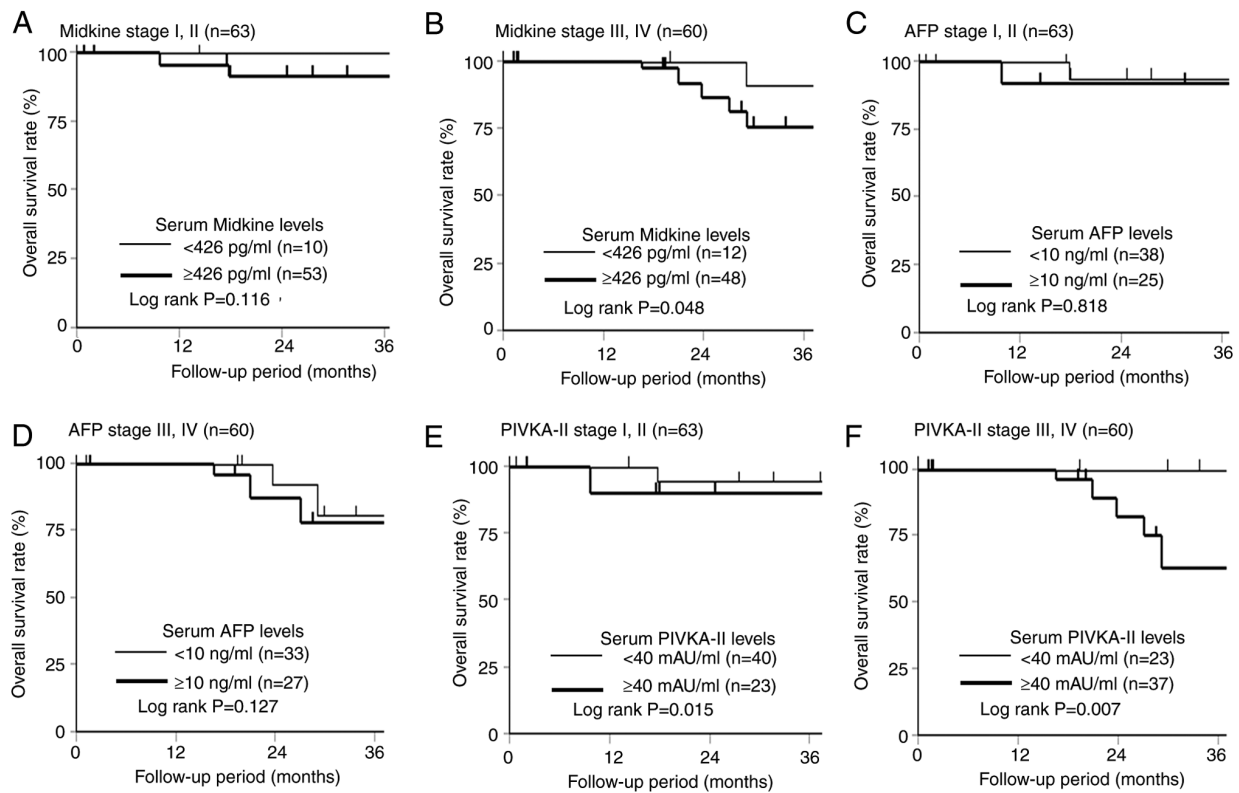 A
Midkine stage I, II (n=63)
Overall survival rate (%)
100
75
50
25
0
Serum Midkine levels
<426 pg/ml (n=10)
≥426 pg/ml (n=53)
Log rank P=0.116
0 12 24 36
Follow-up period (months)
B
Midkine stage III, IV (n=60)
Overall survival rate (%)
100
75
50
25
0
Serum Midkine levels
<426 pg/ml (n=12)
≥426 pg/ml (n=48)
Log rank P=0.048
0 12 24 36
Follow-up period (months)
C
AFP stage I, II (n=63)
Overall survival rate (%)
100
75
50
25
0
Serum AFP levels
<10 ng/ml (n=38)
≥10 ng/ml (n=25)
Log rank P=0.818
0 12 24 36
Follow-up period (months)
D
AFP stage III, IV (n=60)
Overall survival rate (%)
100
75
50
25
0
Serum AFP levels
<10 ng/ml (n=33)
≥10 ng/ml (n=27)
Log rank P=0.127
0 12 24 36
Follow-up period (months)
E
PIVKA-II stage I, II (n=63)
Overall survival rate (%)
100
75
50
25
0
Serum PIVKA-II levels
<40 mAU/ml (n=40)
≥40 mAU/ml (n=23)
Log rank P=0.015
0 12 24 36
Follow-up period (months)
F
PIVKA-II stage III, IV (n=60)
Overall survival rate (%)
100
75
50
25
0
Serum PIVKA-II levels
<40 mAU/ml (n=23)
≥40 mAU/ml (n=37)
Log rank P=0.007
0 12 24 36
Follow-up period (months)